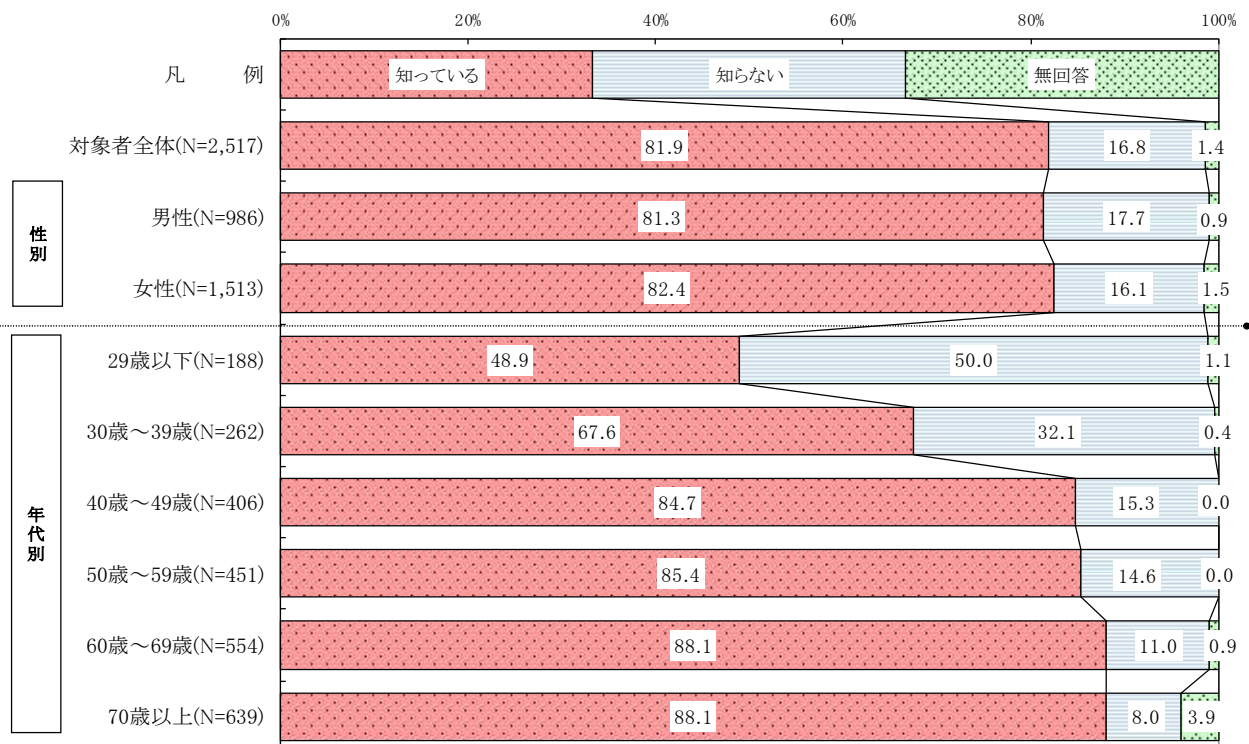 0% 20% 40% 60% 80% 100%
凡 例 知っている 知らない 無回答
対象者全体(N=2,517) 81.9 16.8 1.4
性別
男性(N=986) 81.3 17.7 0.9
女性(N=1,513) 82.4 16.1 1.5
年代別
29歳以下(N=188) 48.9 50.0 1.1
30歳～39歳(N=262) 67.6 32.1 0.4
40歳～49歳(N=406) 84.7 15.3 0.0
50歳～59歳(N=451) 85.4 14.6 0.0
60歳～69歳(N=554) 88.1 11.0 0.9
70歳以上(N=639) 88.1 8.0 3.9